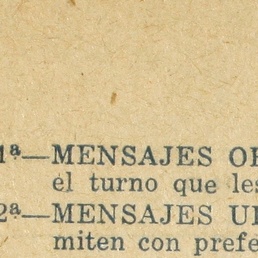 1ª—MENSAJES
el turno que les
2ª—MENSAJES
miten con prefe